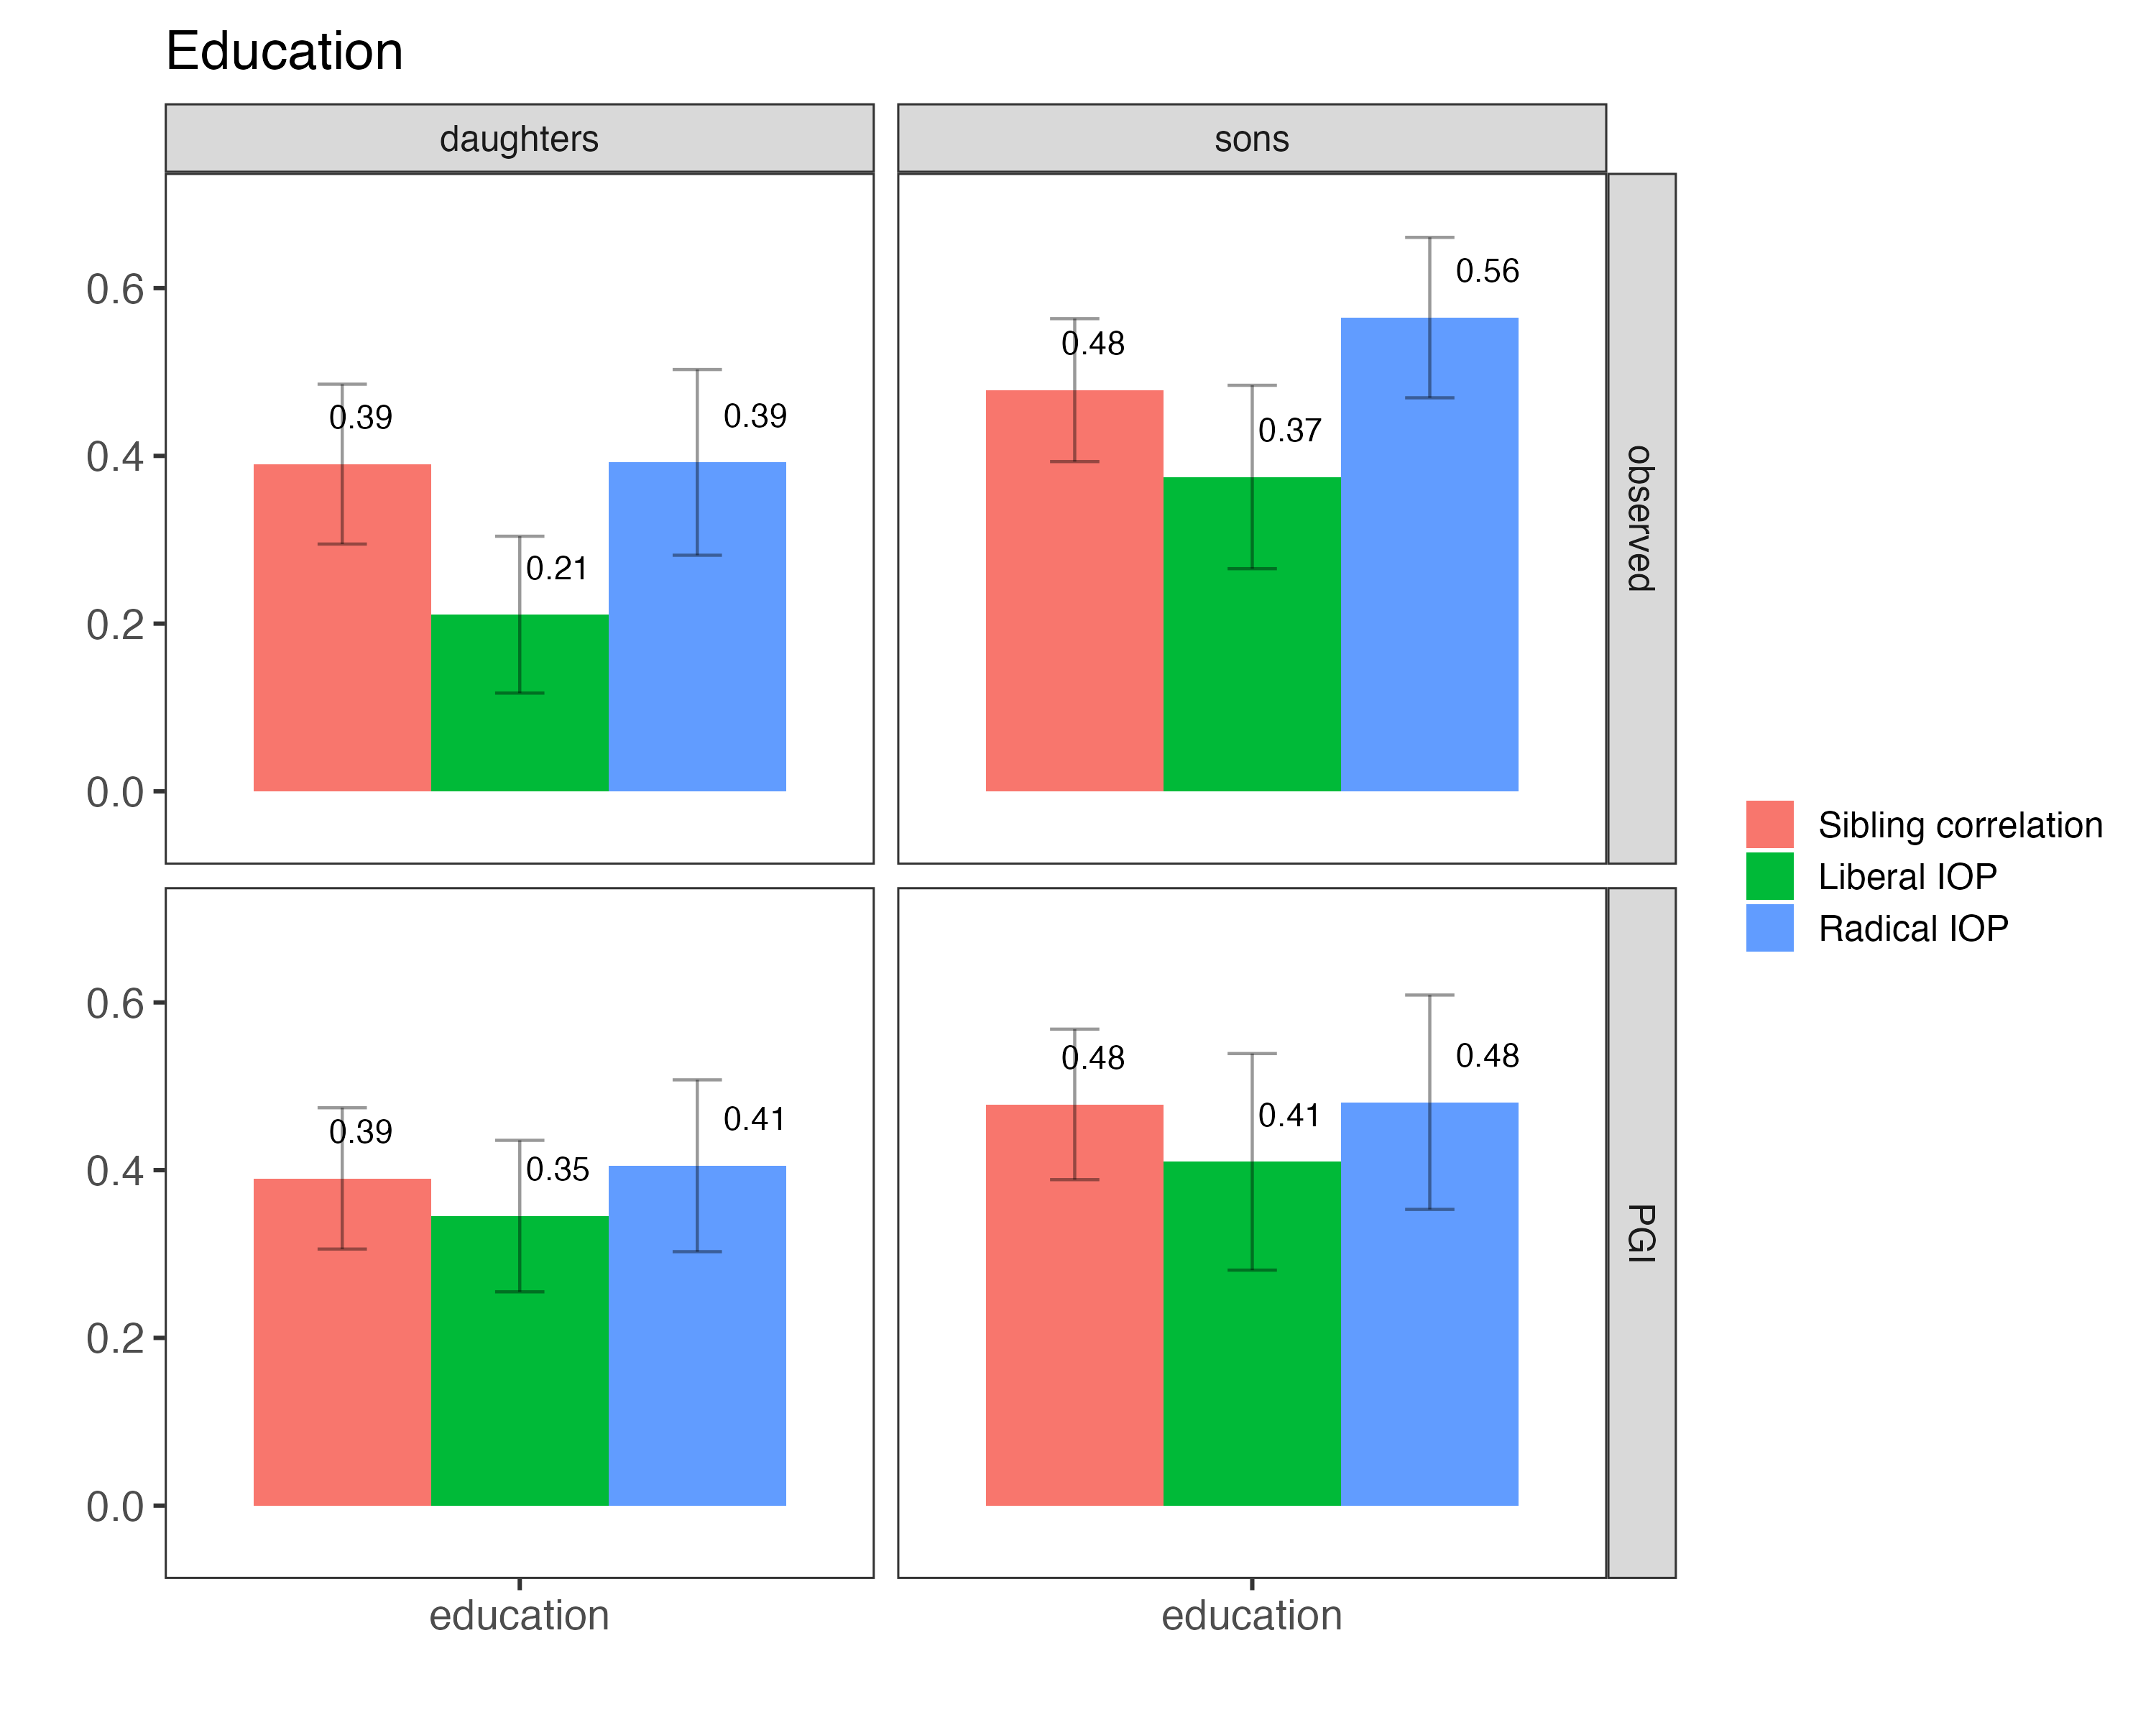 Education
daughters
sons
0.6
0.4
0.2
0.0
0.39
0.21
0.39
0.48
0.37
0.56
observed
0.6
0.4
0.2
0.0
0.39
0.35
0.41
0.48
0.41
0.48
PGI
education
education
Sibling correlation
Liberal IOP
Radical IOP